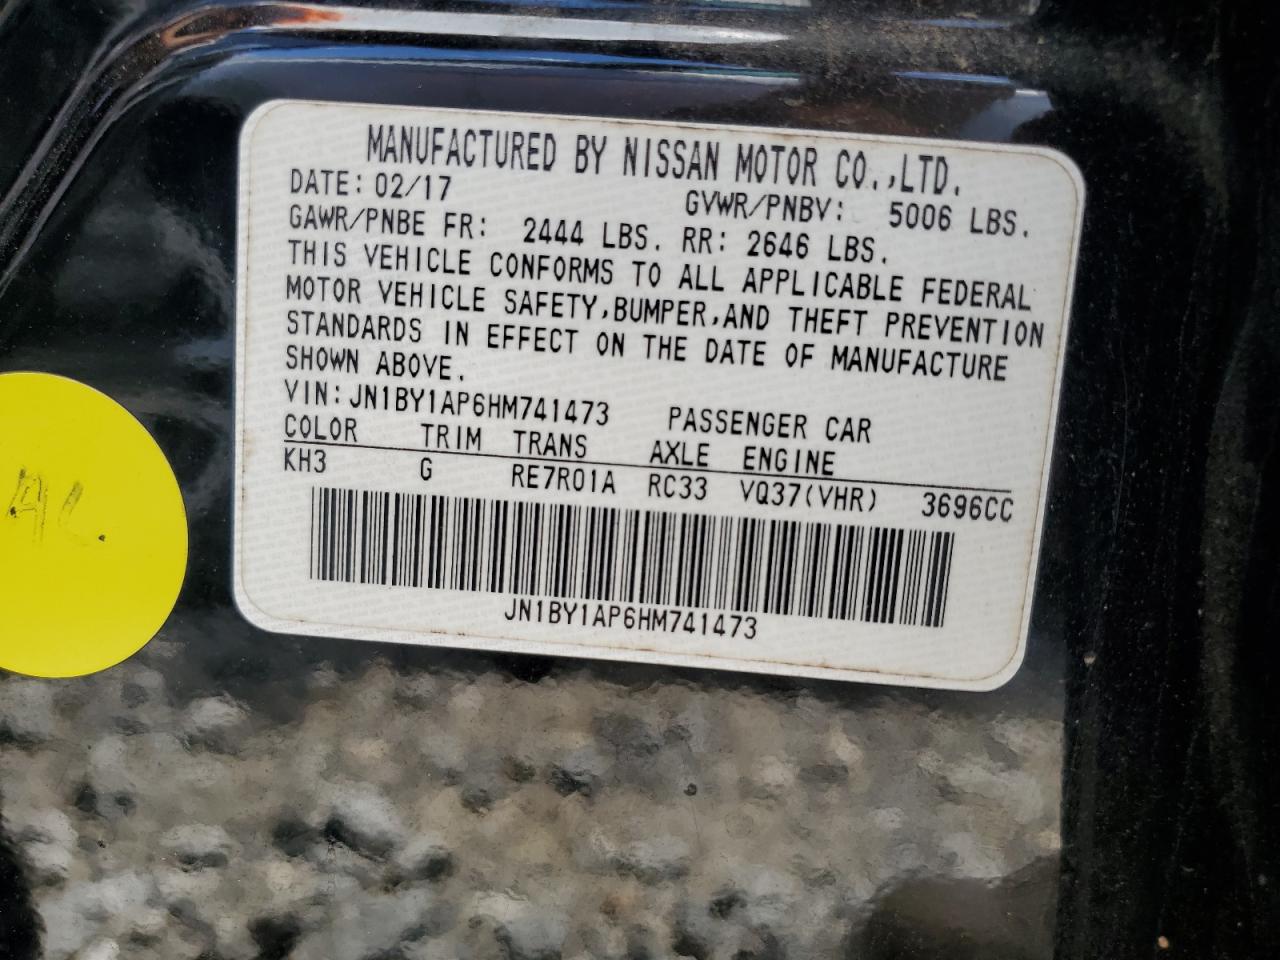 MANUFACTURED BY NISSAN MOTOR CO.,LTD.
DATE: 02/17 GVWR/PNBV: 5006 LBS.
GAWR/PNBE FR: 2444 LBS. RR: 2646 LBS.
THIS VEHICLE CONFORMS TO ALL APPLICABLE FEDERAL
MOTOR VEHICLE SAFETY,BUMPER,AND THEFT PREVENTION
STANDARDS IN EFFECT ON THE DATE OF MANUFACTURE
SHOWN ABOVE.
VIN:JN1BY1AP6HM741473 PASSENGER CAR
COLOR TRIM TRANS AXLE ENGINE
KH3 G RE7R01A RC33 VQ37(VHR) 3696CC
JN1BY1AP6HM741473